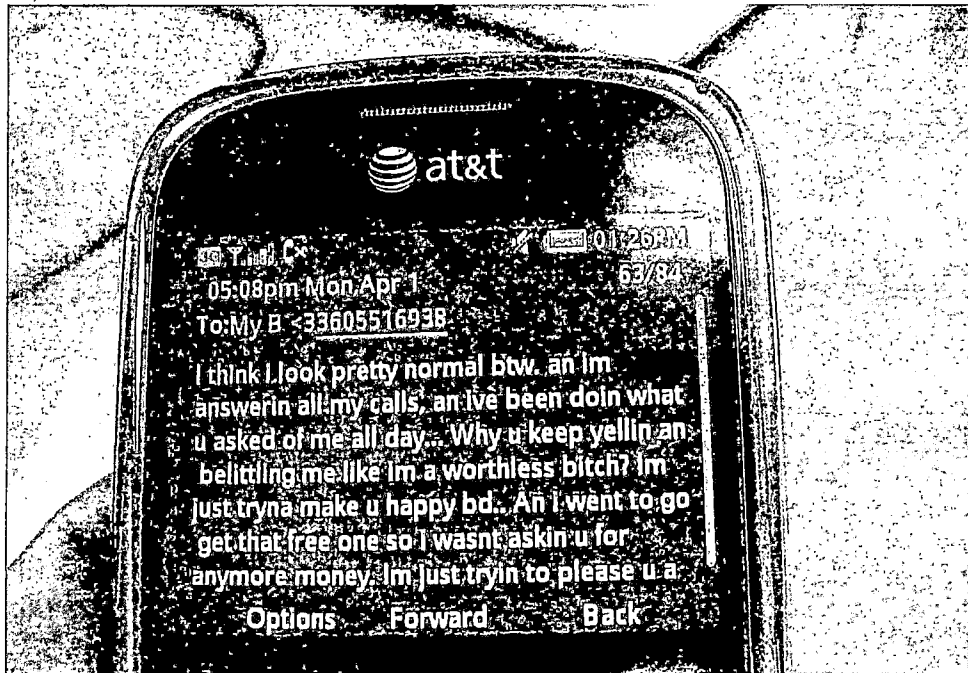 at&t
3G
01:26PM
05:08pm Mon Apr 1
63/84
To:My B <33605516938
I think I look pretty normal btw.. an im
answerin all my calls, an ive been doin what
u asked of me all day... Why u keep yellin an
belittling me like Im a worthless bitch? Im
just tryna make u happy bd.. An i went to go
get that free one so I wasnt askin u for
anymore money. Im just tryin to please u a
Options Forward Back